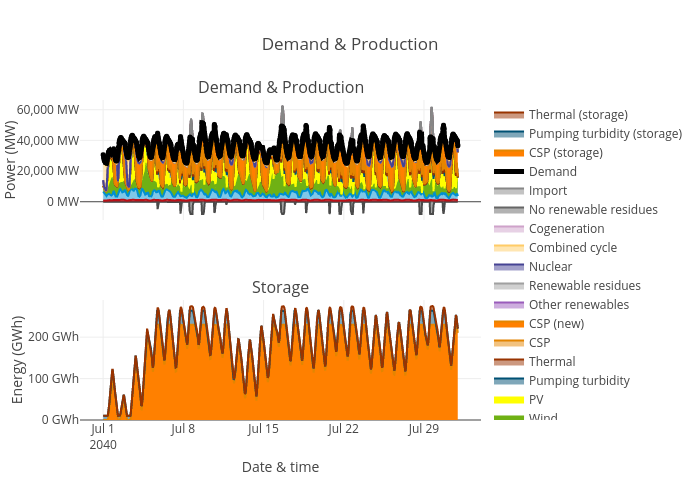 Demand & Production
Demand & Production
60,000 MW
40,000 MW
20,000 MW
0 MW
Power (MW)
Storage
200 GWh
100 GWh
0 GWh
Energy (GWh)
Jul 1
2040
Jul 8
Jul 15
Jul 22
Jul 29
Date & time
Thermal (storage)
Pumping turbidity (storage)
CSP (storage)
Demand
Import
No renewable residues
Cogeneration
Combined cycle
Nuclear
Renewable residues
Other renewables
CSP (new)
CSP
Thermal
Pumping turbidity
PV
Wind